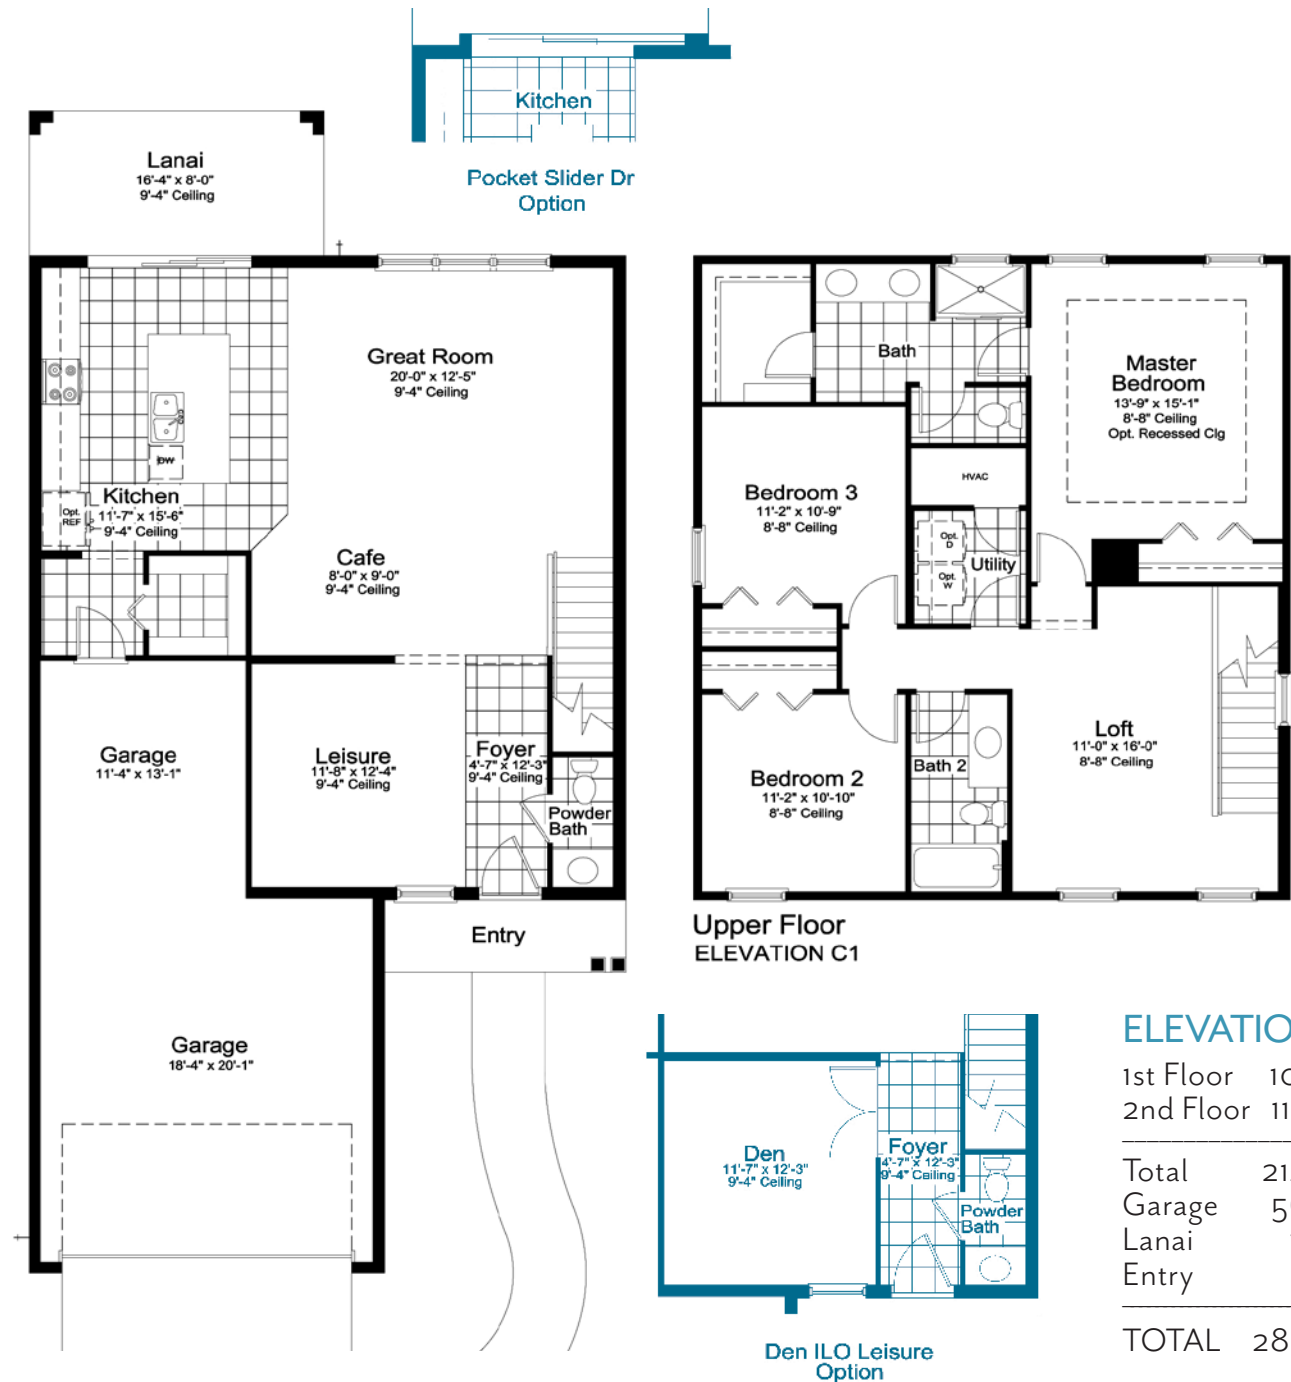 Kitchen
Pocket Slider Dr
Option
Lanai
16'-4" x 8'-0"
9'-4" Ceiling
Great Room
20'-0" x 12'-5"
9'-4" Ceiling
DW
Opt.
REF
Kitchen
11'-7" x 15'-6"
9'-4" Ceiling
Cafe
8'-0" x 9'-0"
9'-4" Ceiling
Garage
11'-4" x 13'-1"
Leisure
11'-8" x 12'-4"
9'-4" Ceiling
Foyer
4'-7" x 12'-3"
9'-4" Ceiling
Powder
Bath
Entry
Garage
18'-4" x 20'-1"
Bath
Master
Bedroom
13'-9" x 15'-1"
8'-8" Ceiling
Opt. Recessed Clg
HVAC
Bedroom 3
11'-2" x 10'-9"
8'-8" Ceiling
Opt.
D
Opt.
W
Utility
Loft
11'-0" x 16'-0"
8'-8" Ceiling
Bath 2
Bedroom 2
11'-2" x 10'-10"
8'-8" Ceiling
Upper Floor
ELEVATION C1
Den
11'-7" x 12'-3"
9'-4" Ceiling
Foyer
4'-7" x 12'-3"
9'-4" Ceiling
Powder
Bath
Den ILO Leisure
Option
ELEVATIO
1st Floor 10
2nd Floor 11
Total 21
Garage 5
Lanai
Entry
TOTAL 28